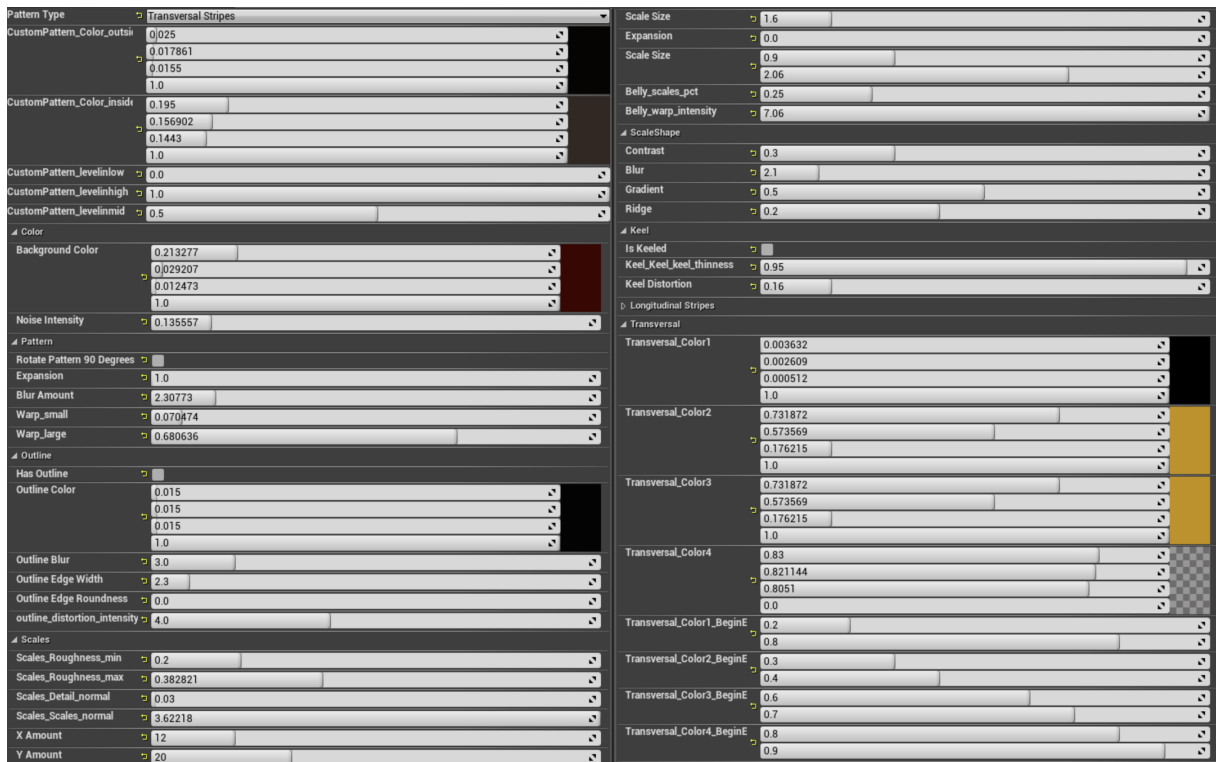 Pattern Type Transversal Stripes
CustomPattern_Color_outsi
0.025
0.017861
0.0155
1.0
CustomPattern_Color_inside
0.195
0.156902
0.1443
1.0
CustomPattern_levelinlow 0.0
CustomPattern_levelinhigh 1.0
CustomPattern_levelinmid 0.5
Color
Background Color
0.213277
0.029207
0.012473
1.0
Noise Intensity 0.135557
Pattern
Rotate Pattern 90 Degrees
Expansion 1.0
Blur Amount 2.30773
Warp_small 0.070474
Warp_large 0.680636
Outline
Has Outline
Outline Color
0.015
0.015
0.015
1.0
Outline Blur 3.0
Outline Edge Width 2.3
Outline Edge Roundness 0.0
outline_distortion_intensity 4.0
Scales
Scales_Roughness_min 0.2
Scales_Roughness_max 0.382821
Scales_Detail_normal 0.03
Scales_Scales_normal 3.62218
X Amount 12
Y Amount 20
Scale Size 1.6
Expansion 0.0
Scale Size
0.9
2.06
Belly_scales_pct 0.25
Belly_warp_intensity 7.06
ScaleShape
Contrast 0.3
Blur 2.1
Gradient 0.5
Ridge 0.2
Keel
Is Keeled
Keel_Keel_keel_thinness 0.95
Keel Distortion 0.16
Longitudinal Stripes
Transversal
Transversal_Color1
0.003632
0.002609
0.000512
1.0
Transversal_Color2
0.731872
0.573569
0.176215
1.0
Transversal_Color3
0.731872
0.573569
0.176215
1.0
Transversal_Color4
0.83
0.821144
0.8051
0.0
Transversal_Color1_BeginE
0.2
0.8
Transversal_Color2_BeginE
0.3
0.4
Transversal_Color3_BeginE
0.6
0.7
Transversal_Color4_BeginE
0.8
0.9